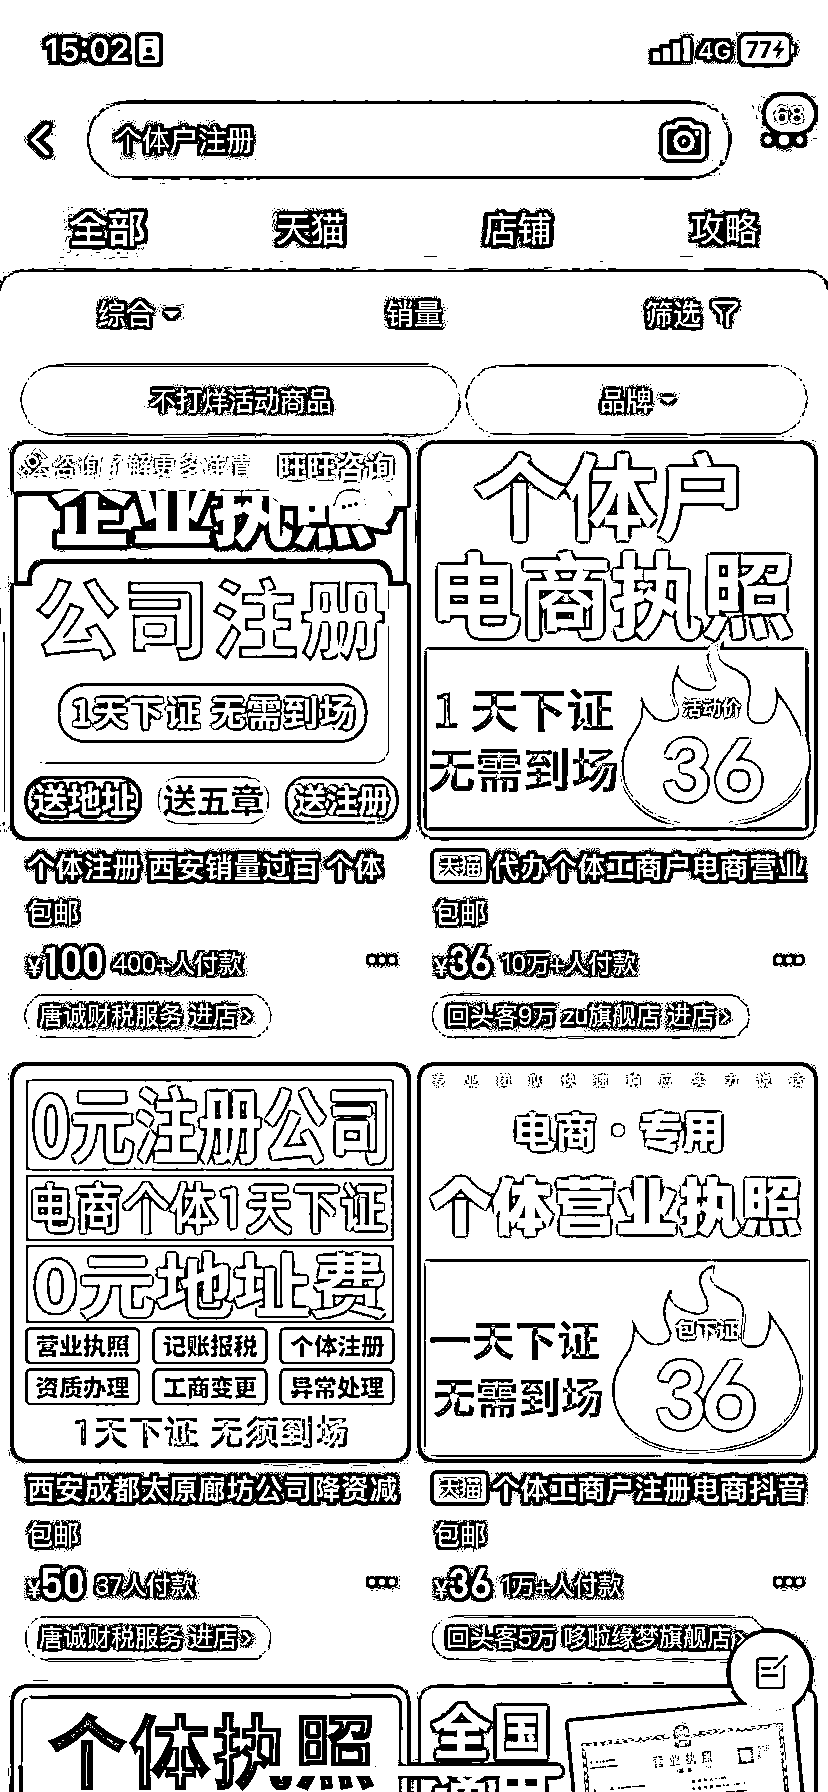 15:02
4G 77
68
个体户注册
全部 天猫 店铺 攻略
综合 销量 筛选
不打烊活动商品 品牌
咨询了解更多详情 旺旺咨询
企业执照
公司注册
1天下证 无需到场
送地址 送五章 送注册
个体注册 西安销量过百 个体
包邮
¥100 400+人付款
唐诚财税服务 进店>
个体户
电商执照
1天下证
无需到场
活动价
36
天猫 代办个体工商户电商营业
包邮
¥36 10万+人付款
回头客9万 zu旗舰店 进店>
0元注册公司
电商个体1天下证
0元地址费
营业执照 记账报税 个体注册
资质办理 工商变更 异常处理
1天下证 无须到场
西安成都太原廊坊公司降资减
包邮
¥50 37人付款
唐诚财税服务 进店>
电商·专用
个体营业执照
一天下证
无需到场
包下证
36
天猫 个体工商户注册电商抖音
包邮
¥36 1万+人付款
回头客5万 哆啦缘梦旗舰店>
个体执照
全国
营业执照